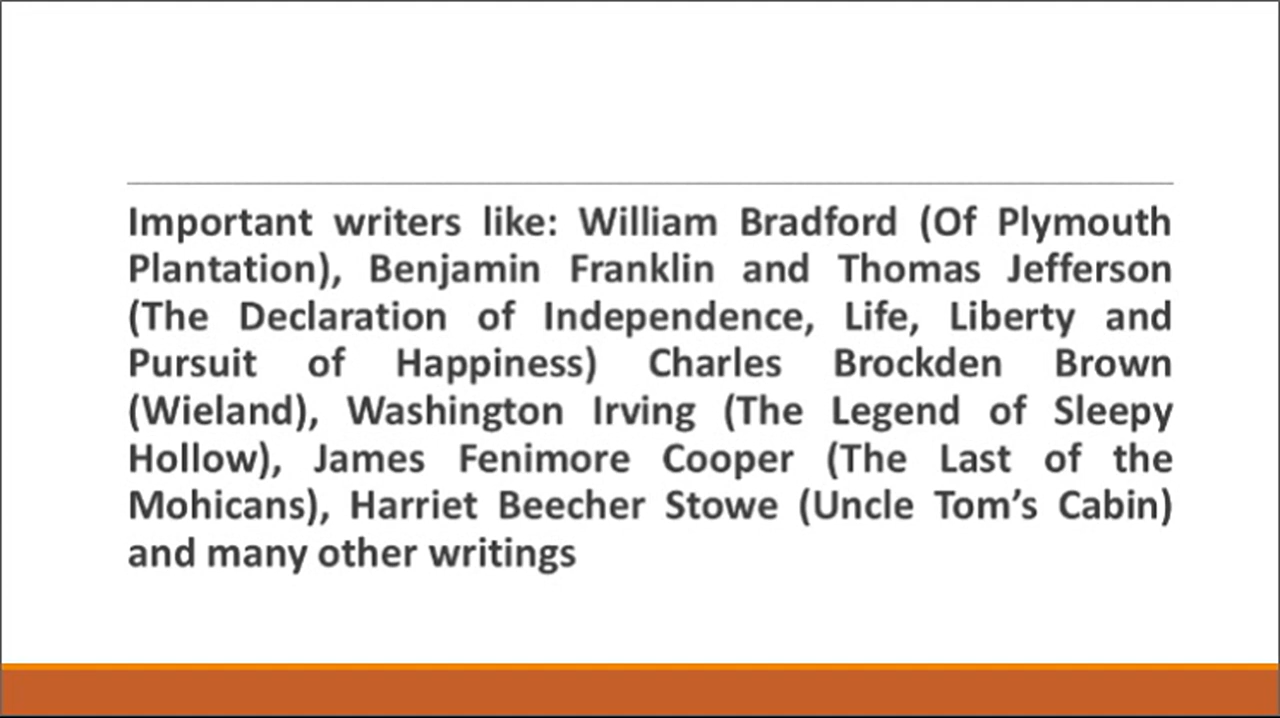 Important writers like: William Bradford (Of Plymouth
Plantation), Benjamin Franklin and Thomas Jefferson
(The Declaration of Independence, Life, Liberty and
Pursuit of Happiness) Charles Brockden Brown
(Wieland), Washington Irving (The Legend of Sleepy
Hollow), James Fenimore Cooper (The Last of the
Mohicans), Harriet Beecher Stowe (Uncle Tom’s Cabin)
and many other writings